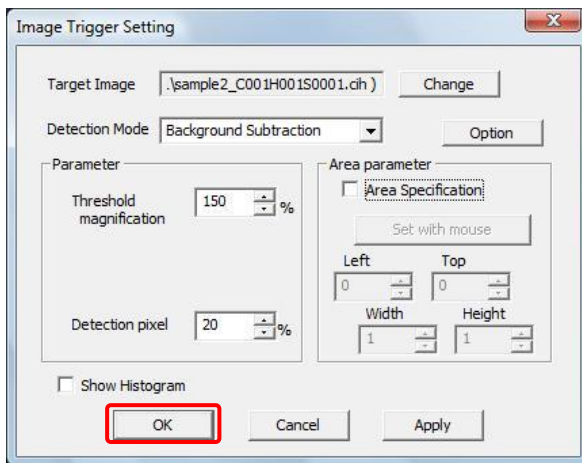 Image Trigger Setting
Target Image .\sample2_C001H001S0001.cih ) Change
Detection Mode Background Subtraction Option
Parameter
Threshold magnification 150 %
Detection pixel 20 %
Area parameter
Area Specification
Set with mouse
Left Top
0 0
Width Height
1 1
Show Histogram
OK Cancel Apply